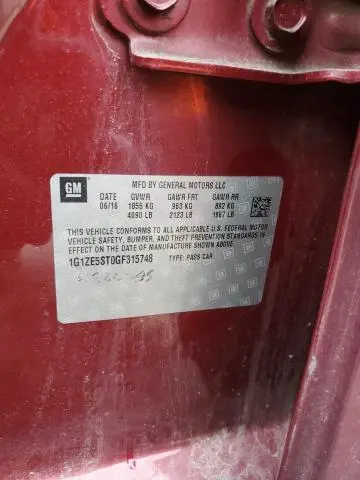 GM
MFD BY GENERAL MOTORS LLC
DATE GVWR GAWR FRT GAWR RR
06/16 1855 KG 963 KG 892 KG
4090 LB 2123 LB 1967 LB
THIS VEHICLE CONFORMS TO ALL APPLICABLE U.S. FEDERAL MOTOR
VEHICLE SAFETY, BUMPER, AND THEFT PREVENTION STANDARDS IN
EFFECT ON THE DATE OF MANUFACTURE SHOWN ABOVE.
1G1ZE5ST0GF315748 TYPE: PASS CAR